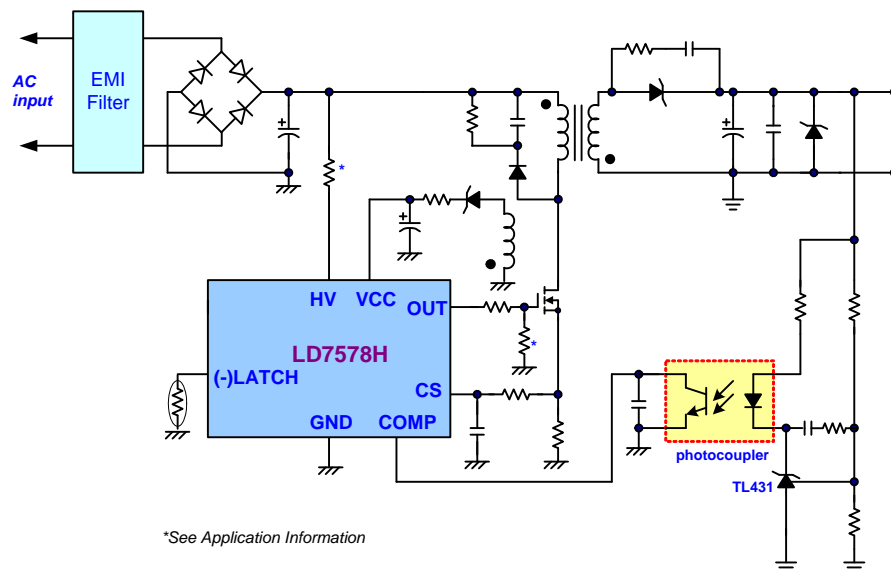 AC
input
EMI
Filter
+
+
+
*
HV
VCC
OUT
LD7578H
*
(-)LATCH
CS
GND
COMP
photocoupler
TL431
*See Application Information